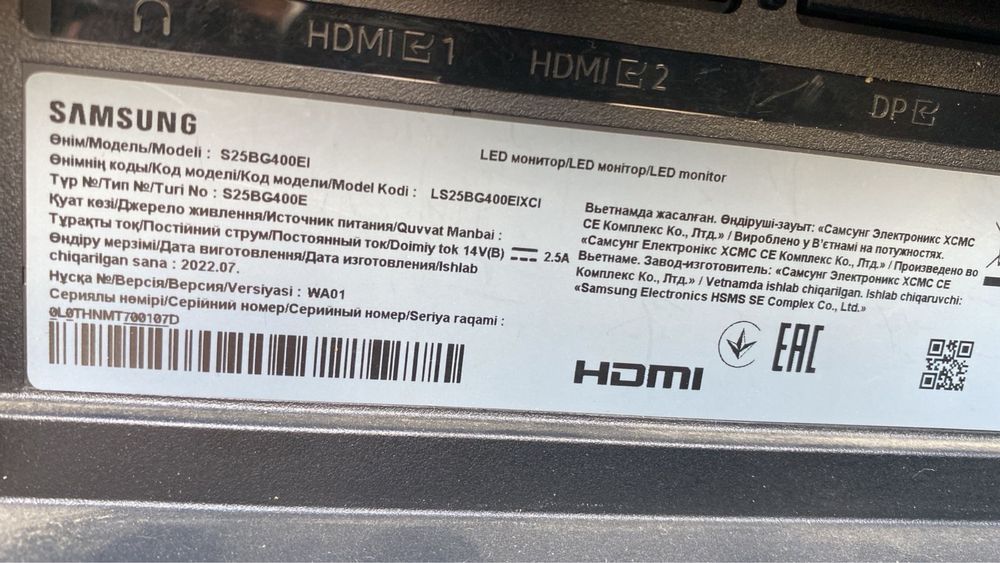 HDMI 1
HDMI 2
DP
SAMSUNG
Өнім/Модель/Modeli : S25BG400EI
Өнімнің коды/Код моделі/Код модели/Model Kodi : LS25BG400EIXCI
Түр №/Тип №/Turi No : S25BG400E
Қуат көзі/Джерело живлення/Источник питания/Quvvat Manbai :
Тұрақты ток/Постійний струм/Постоянный ток/Doimiy tok 14V(B) 2.5A
Өндіру мерзімі/Дата виготовлення/Дата изготовления/Ishlab
chiqarilgan sana : 2022.07.
Нұсқа №/Версія/Версия/Versiyasi : WA01
Сериялы нөмірі/Серійний номер/Серийный номер/Seriya raqami :
0L0THNMT700107D
LED монитор/LED монітор/LED monitor
Вьетнамда жасалған. Өндіруші-зауыт: «Самсунг Электроникс ХСМС
СЕ Комплекс Ко., Лтд.» / Вироблено у В'єтнамі на потужностях.
«Самсунг Електронікс ХСМС СЕ Комплекс Ко., Лтд.» / Произведено во
Вьетнаме. Завод-изготовитель: «Самсунг Электроникс ХСМС СЕ
Комплекс Ко., Лтд.» / Vetnamda ishlab chiqarilgan. Ishlab chiqaruvchi:
«Samsung Electronics HSMS SE Complex Co., Ltd.»
HDMI
EAC